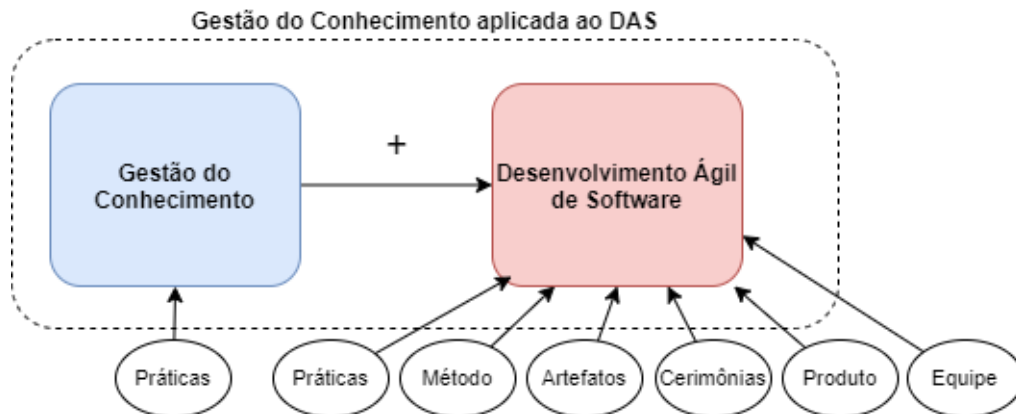 Gestão do Conhecimento aplicada ao DAS
Gestão do
Conhecimento
+
Desenvolvimento Ágil
de Software
Práticas
Práticas
Método
Artefatos
Cerimônias
Produto
Equipe